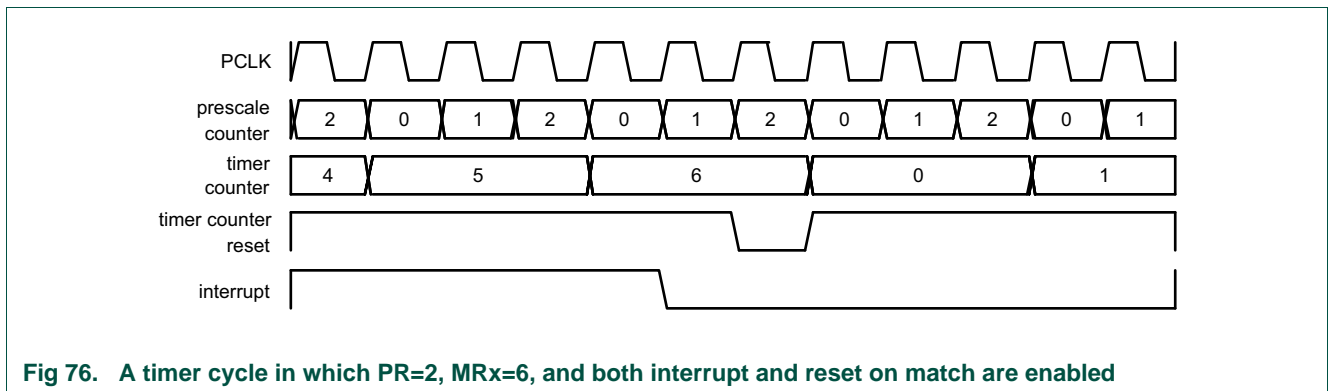 PCLK
prescale
counter
2 0 1 2 0 1 2 0 1 2 0 1
timer
counter
4 5 6 0 1
timer counter
reset
interrupt
Fig 76. A timer cycle in which PR=2, MRx=6, and both interrupt and reset on match are enabled